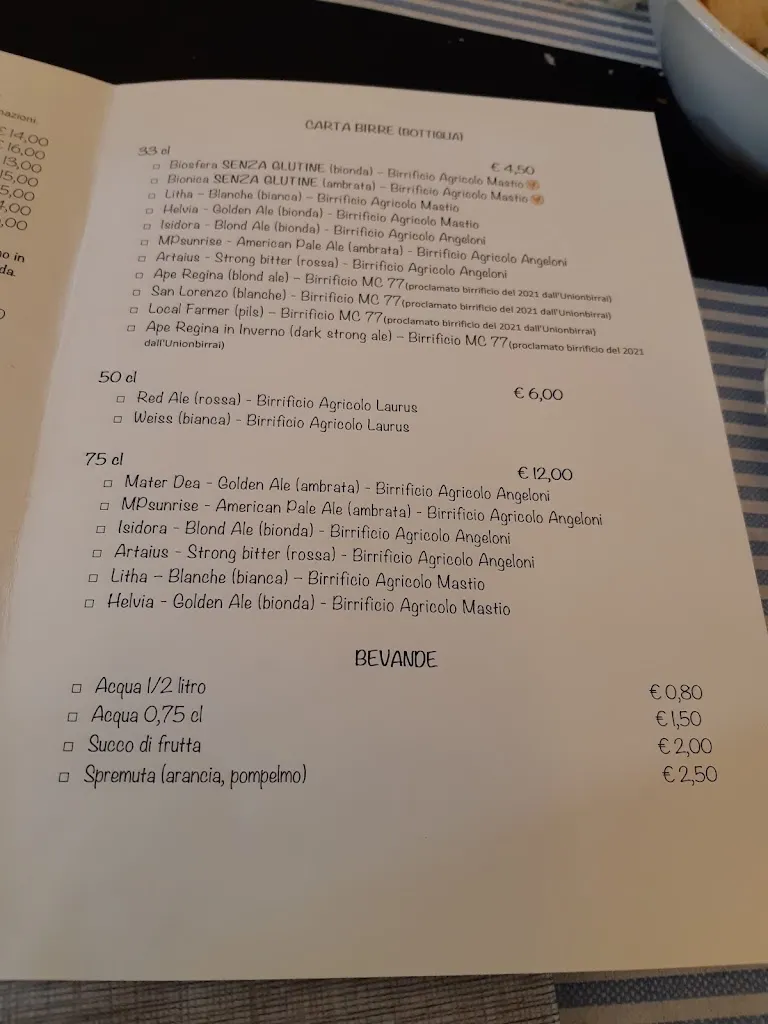 nazioni.
€ 14,00
€ 16,00
13,00
15,00
5,00
,00
,00
no in
da.
CARTA BIRRE (BOTTIGLIA)
33 cl € 4,50
□ Biosfera SENZA GLUTINE (bionda) – Birrificio Agricolo Mastio
□ Bionica SENZA GLUTINE (ambrata) – Birrificio Agricolo Mastio
□ Litha – Blanche (bianca) – Birrificio Agricolo Mastio
□ Helvia - Golden Ale (bionda) - Birrificio Agricolo Mastio
□ Isidora - Blond Ale (bionda) - Birrificio Agricolo Angeloni
□ MPsunrise - American Pale Ale (ambrata) - Birrificio Agricolo Angeloni
□ Artaius - Strong bitter (rossa) - Birrificio Agricolo Angeloni
□ Ape Regina (blond ale) – Birrificio MC 77(proclamato birrificio del 2021 dall'Unionbirrai)
□ San Lorenzo (blanche) - Birrificio MC 77(proclamato birrificio del 2021 dall'Unionbirrai)
□ Local Farmer (pils) – Birrificio MC 77(proclamato birrificio del 2021 dall'Unionbirrai)
□ Ape Regina in Inverno (dark strong ale) – Birrificio MC 77(proclamato birrificio del 2021
dall'Unionbirrai)
50 cl € 6,00
□ Red Ale (rossa) - Birrificio Agricolo Laurus
□ Weiss (bianca) - Birrificio Agricolo Laurus
75 cl € 12,00
□ Mater Dea - Golden Ale (ambrata) - Birrificio Agricolo Angeloni
□ MPsunrise - American Pale Ale (ambrata) - Birrificio Agricolo Angeloni
□ Isidora - Blond Ale (bionda) - Birrificio Agricolo Angeloni
□ Artaius - Strong bitter (rossa) - Birrificio Agricolo Angeloni
□ Litha – Blanche (bianca) – Birrificio Agricolo Mastio
□ Helvia - Golden Ale (bionda) - Birrificio Agricolo Mastio
BEVANDE
□ Acqua 1/2 litro € 0,80
□ Acqua 0,75 cl € 1,50
□ Succo di frutta € 2,00
□ Spremuta (arancia, pompelmo) € 2,50